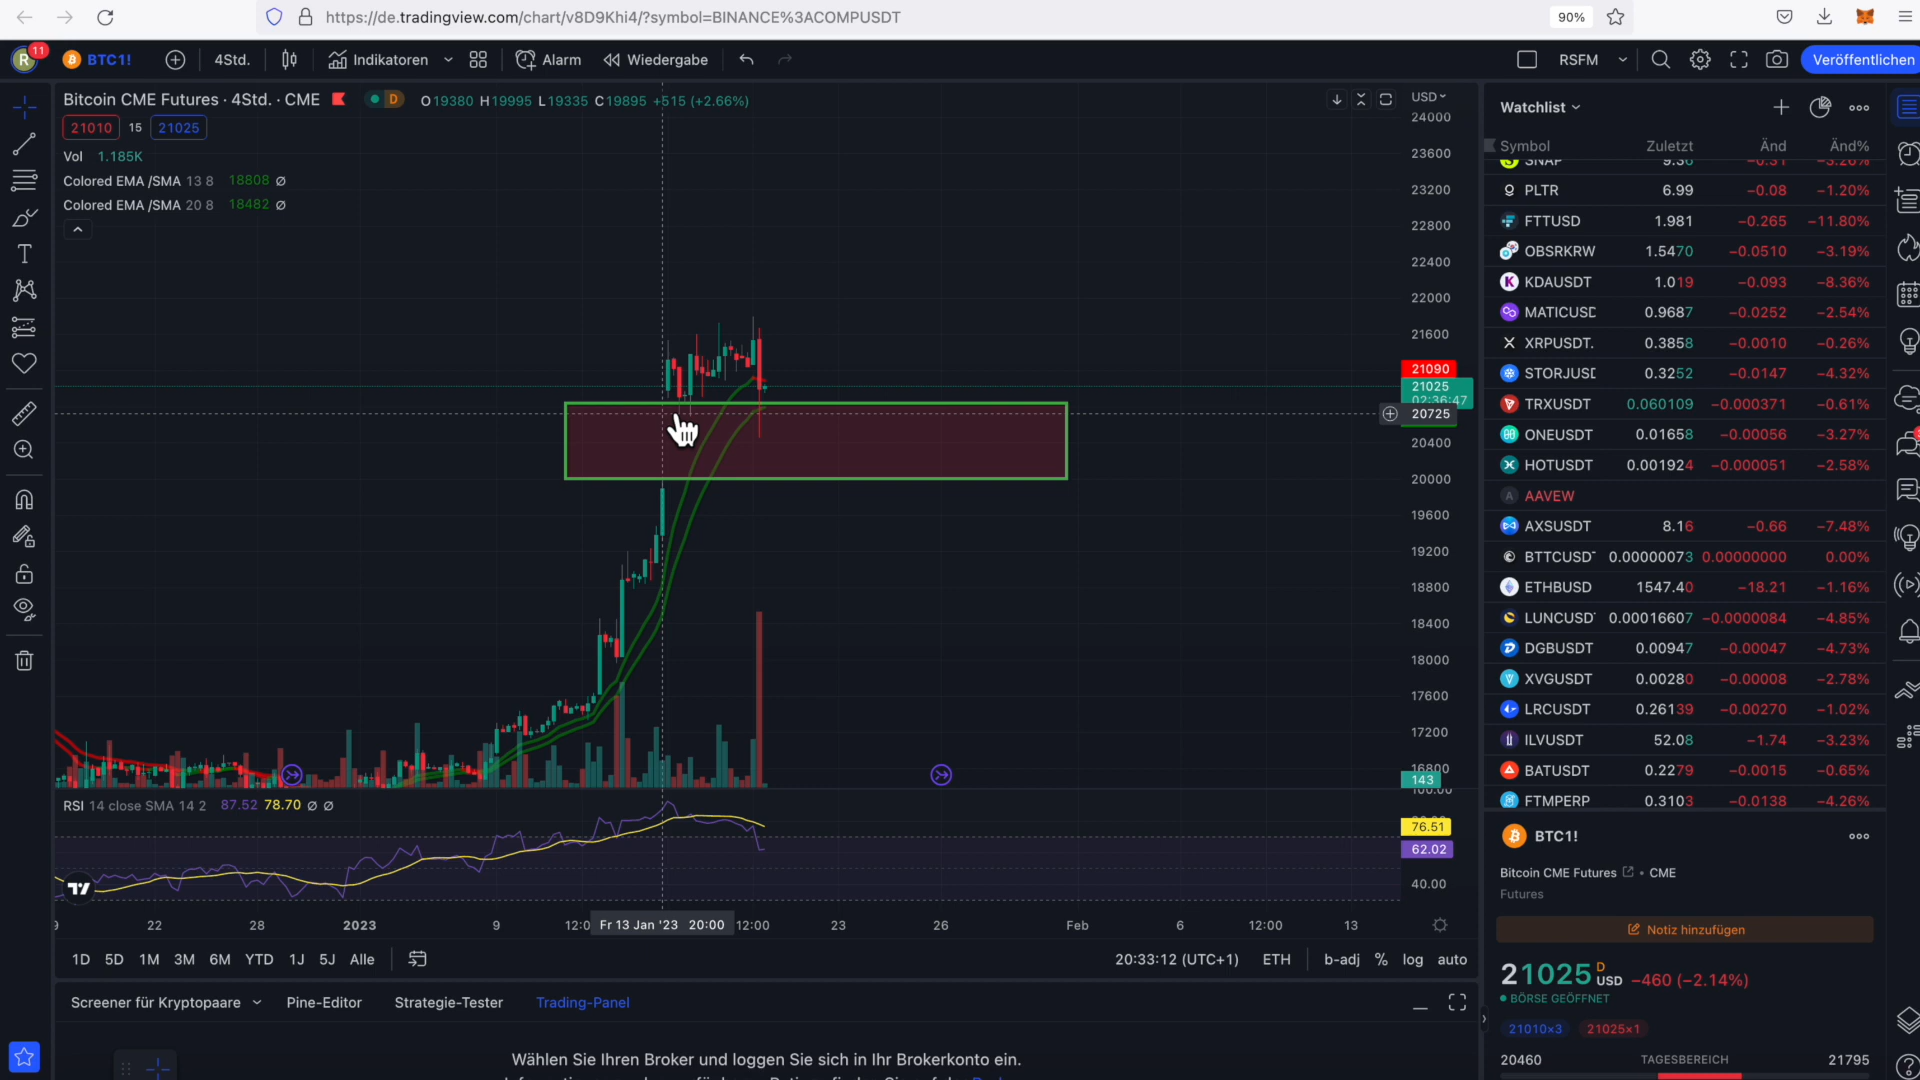 https://de.tradingview.com/chart/v8D9Khi4/?symbol=BINANCE%3ACOMPUSDT
90%
R
11
BTC1!
4Std.
Indikatoren
Alarm
Wiedergabe
RSFM
Veröffentlichen
Bitcoin CME Futures · 4Std. · CME
D
O19380 H19995 L19335 C19895 +515 (+2.66%)
21010 15 21025
Vol 1.185K
Colored EMA /SMA 13 8 18808 Ø
Colored EMA /SMA 20 8 18482 Ø
USD
24000
23600
23200
22800
22400
22000
21600
21090
21025
02:36:47
20725
20400
20000
19600
19200
18800
18400
18000
17600
17200
16800
143
100.00
RSI 14 close SMA 14 2 87.52 78.70 Ø Ø
76.51
62.02
40.00
22 28 2023 9 12:0 Fr 13 Jan '23 20:00 12:00 23 26 Feb 6 12:00 13
1D 5D 1M 3M 6M YTD 1J 5J Alle
20:33:12 (UTC+1) ETH b-adj % log auto
Screener für Kryptopaare Pine-Editor Strategie-Tester Trading-Panel
Wählen Sie Ihren Broker und loggen Sie sich in Ihr Brokerkonto ein.
Watchlist
Symbol Zuletzt Änd Änd%
SNAP 9.30 −0.31 −3.20%
PLTR 6.99 −0.08 −1.20%
FTTUSD 1.981 −0.265 −11.80%
OBSRKRW 1.5470 −0.0510 −3.19%
KDAUSDT 1.019 −0.093 −8.36%
MATICUSD 0.9687 −0.0252 −2.54%
XRPUSDT. 0.3858 −0.0010 −0.26%
STORJUSD 0.3252 −0.0147 −4.32%
TRXUSDT 0.060109 −0.000371 −0.61%
ONEUSDT 0.01658 −0.00056 −3.27%
HOTUSDT 0.001924 −0.000051 −2.58%
A AAVEW
AXSUSDT 8.16 −0.66 −7.48%
BTTCUSD 0.00000073 0.00000000 0.00%
ETHBUSD 1547.40 −18.21 −1.16%
LUNCUSD 0.00016607 −0.0000084 −4.85%
DGBUSDT 0.00947 −0.00047 −4.73%
XVGUSDT 0.00280 −0.00008 −2.78%
LRCUSDT 0.26139 −0.00270 −1.02%
ILVUSDT 52.08 −1.74 −3.23%
BATUSDT 0.2279 −0.0015 −0.65%
FTMPERP 0.3103 −0.0138 −4.26%
BTC1!
Bitcoin CME Futures • CME
Futures
Notiz hinzufügen
21025 D USD −460 (−2.14%)
BÖRSE GEÖFFNET
21010×3 21025×1
20460 TAGESBEREICH 21795